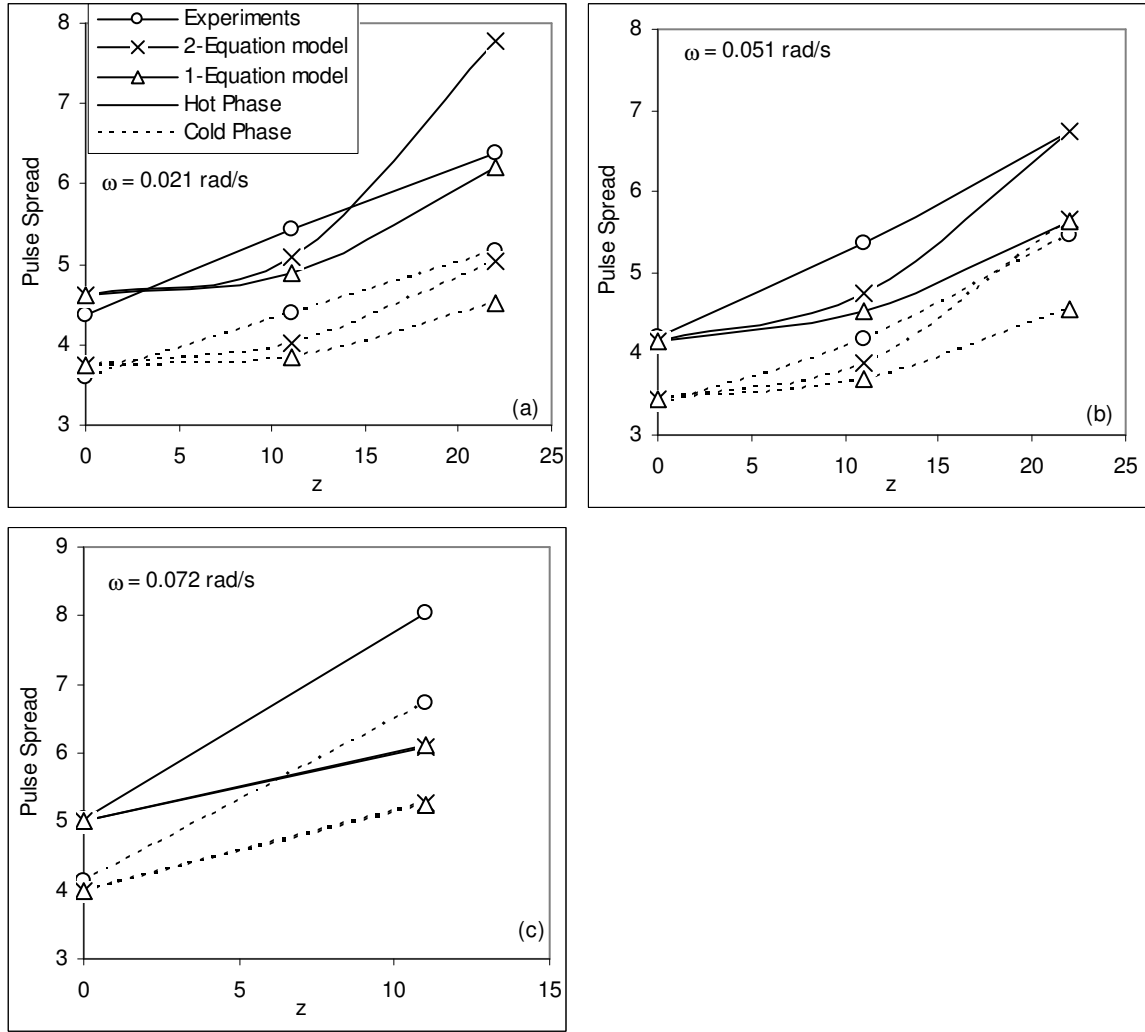 Experiments
2-Equation model
1-Equation model
Hot Phase
Cold Phase
ω = 0.021 rad/s
8
7
6
5
4
3
Pulse Spread
0 5 10 15 20 25
z
(a)
ω = 0.051 rad/s
8
7
6
5
4
3
Pulse Spread
0 5 10 15 20 25
z
(b)
ω = 0.072 rad/s
9
8
7
6
5
4
3
Pulse Spread
0 5 10 15
z
(c)